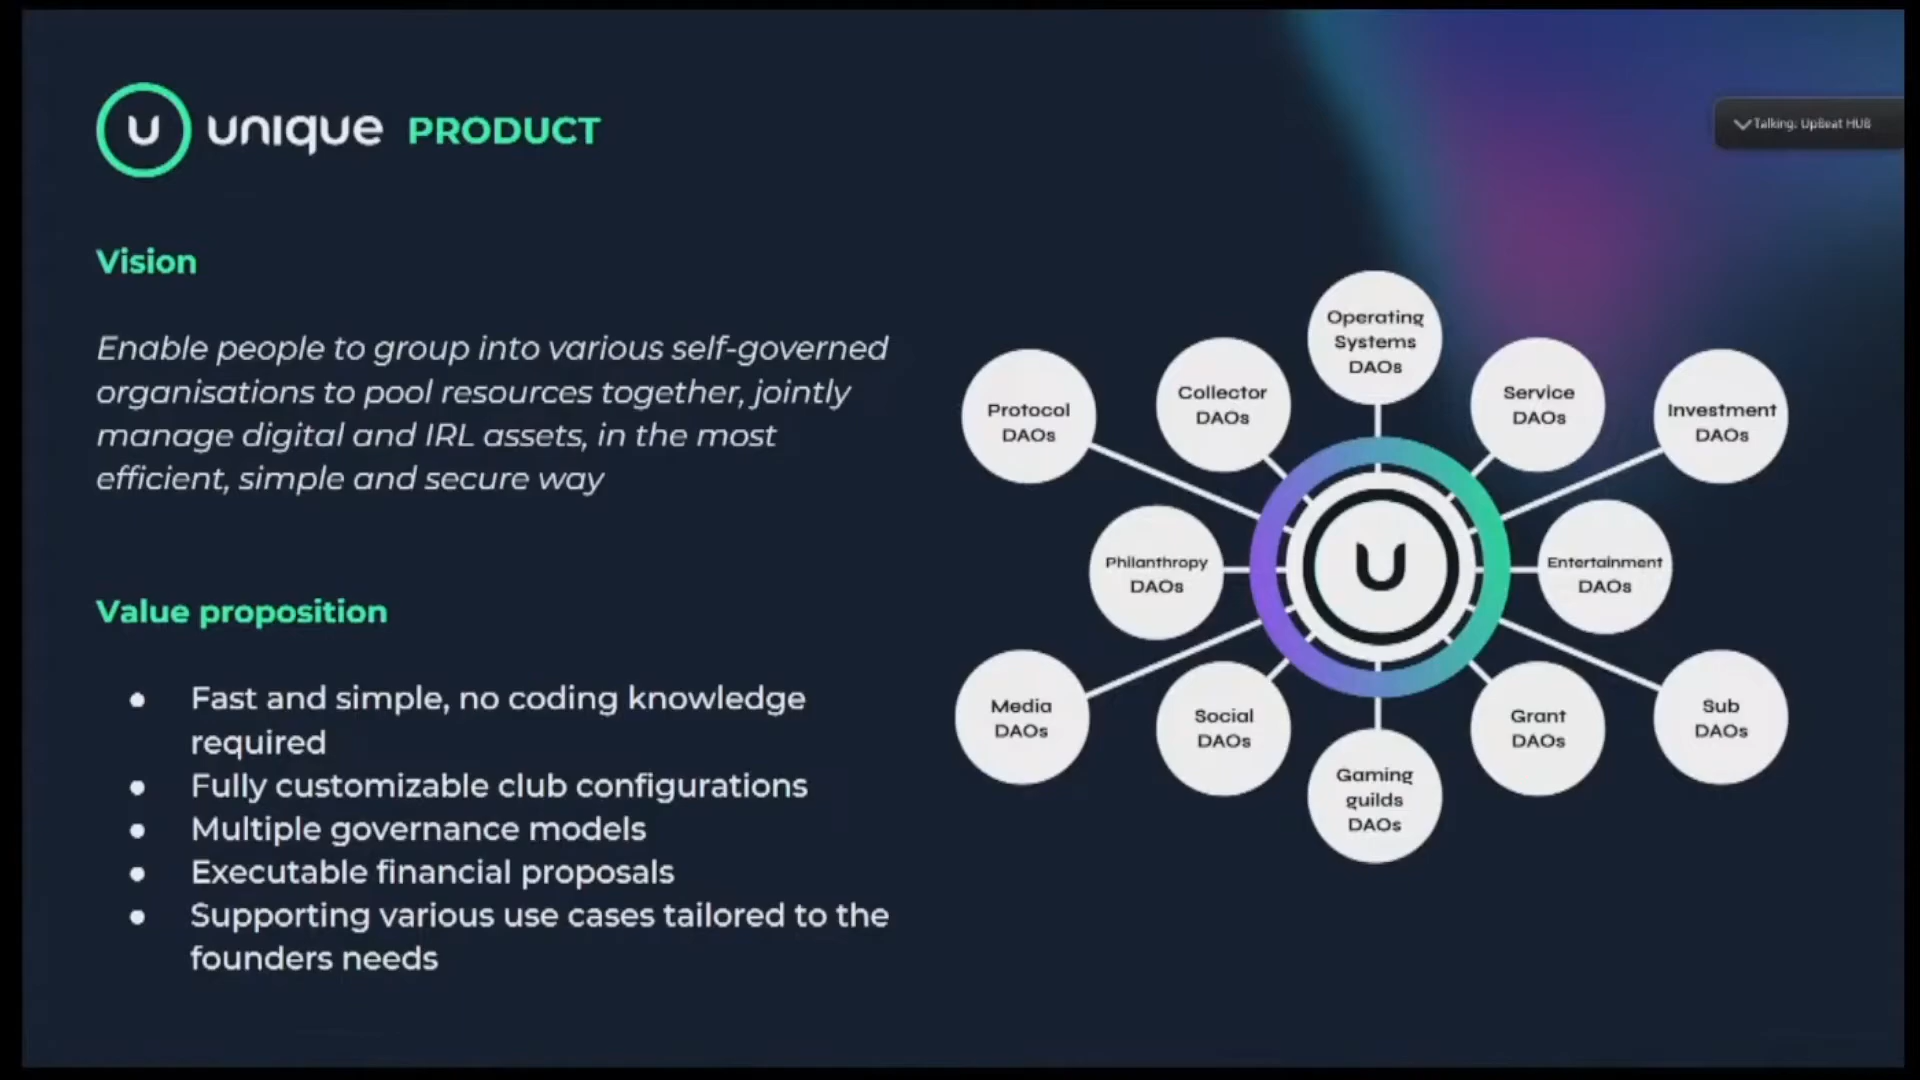 U unique PRODUCT
Talking: UpBeat HUB
Vision
Enable people to group into various self-governed
organisations to pool resources together, jointly
manage digital and IRL assets, in the most
efficient, simple and secure way
Value proposition
● Fast and simple, no coding knowledge
required
● Fully customizable club configurations
● Multiple governance models
● Executable financial proposals
● Supporting various use cases tailored to the
founders needs
Operating
Systems
DAOs
Protocol
DAOs
Collector
DAOs
Service
DAOs
Investment
DAOs
Philanthropy
DAOs
U
Entertainment
DAOs
Media
DAOs
Social
DAOs
Gaming
guilds
DAOs
Grant
DAOs
Sub
DAOs